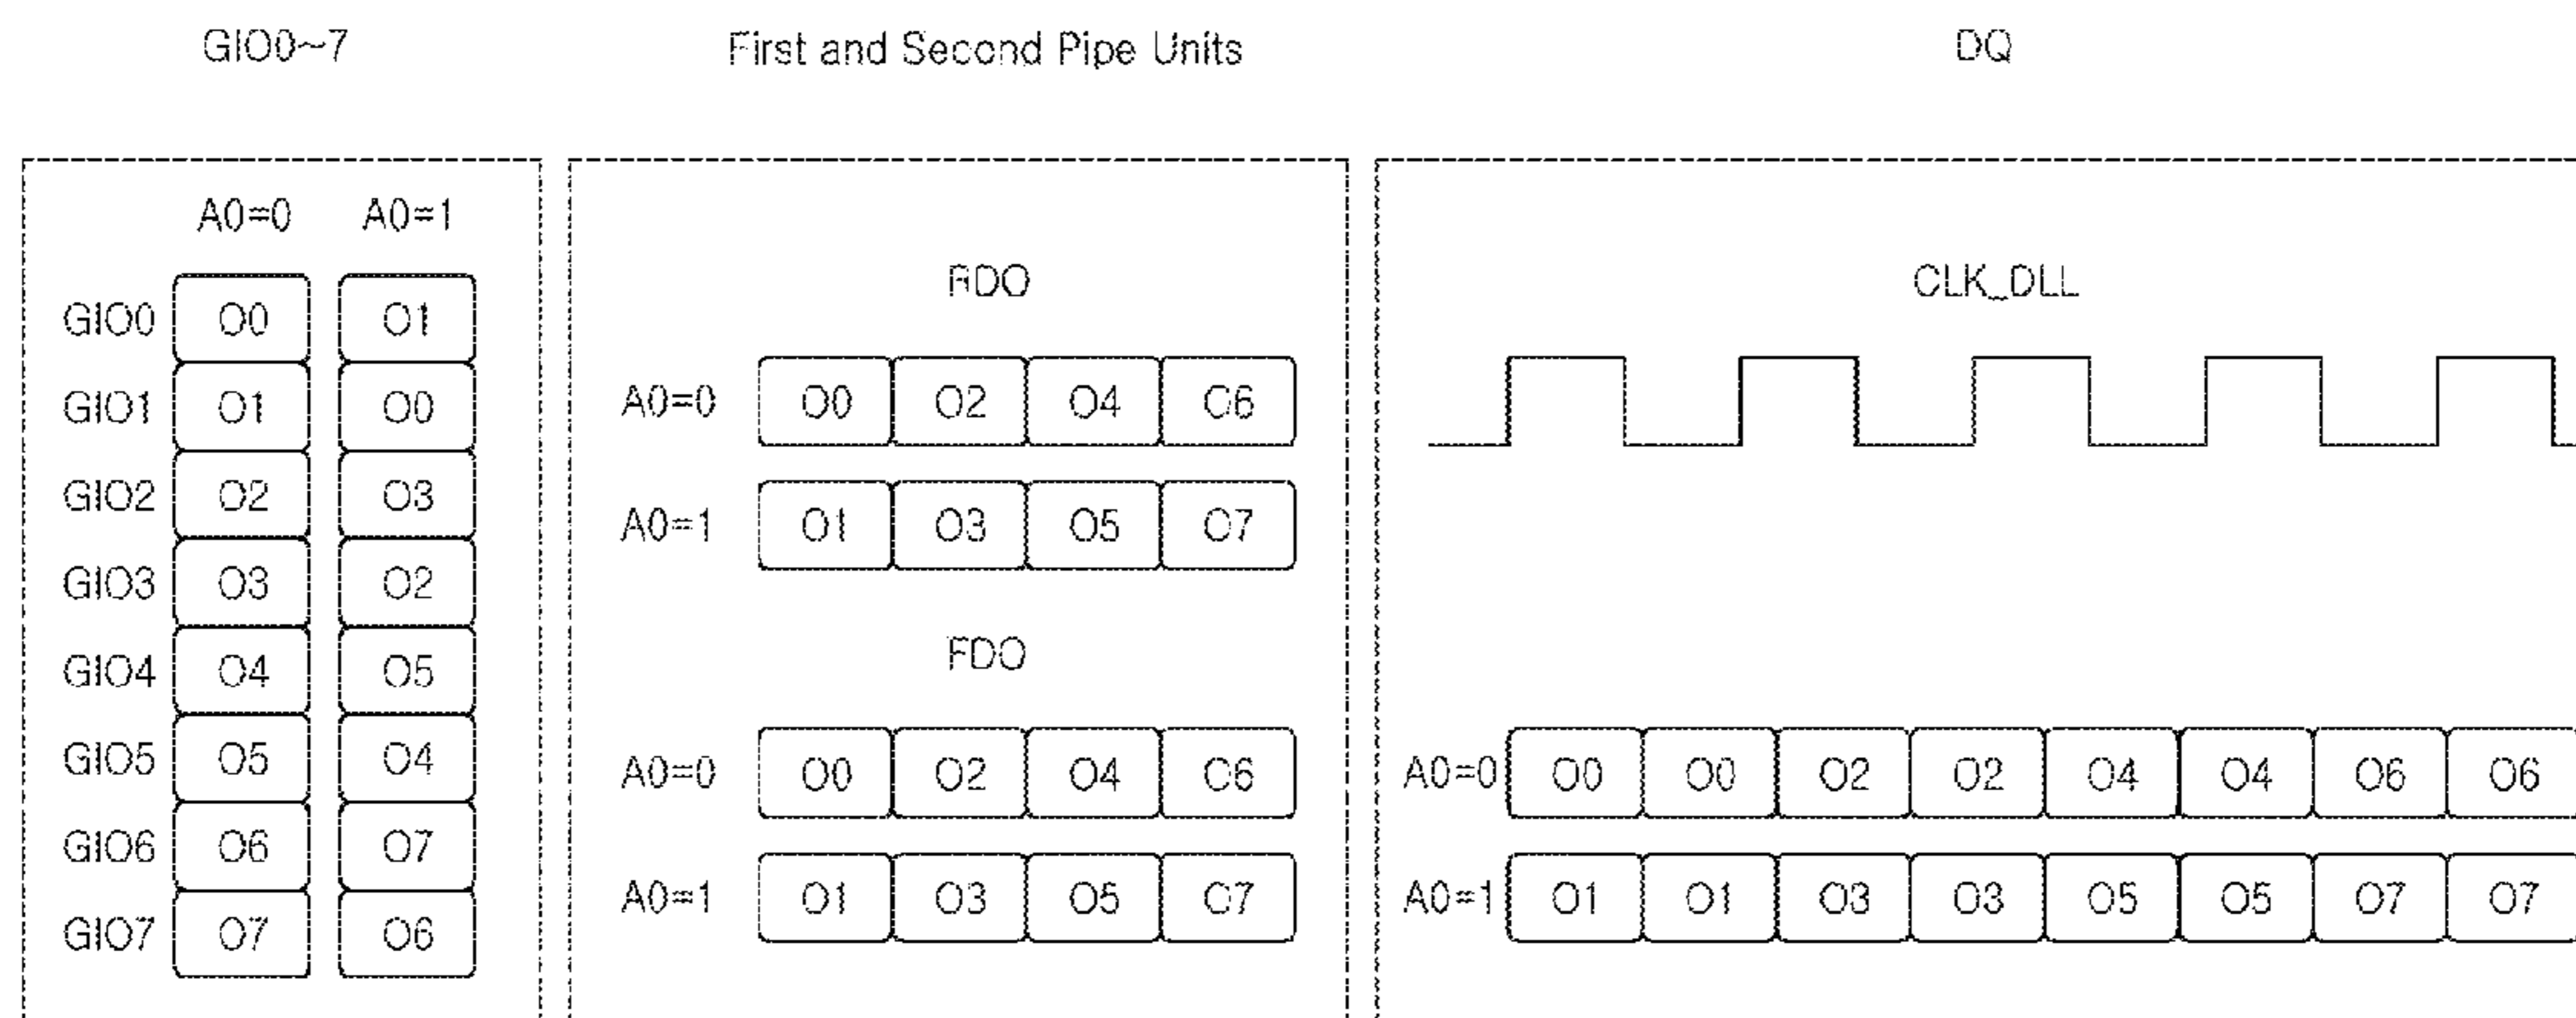 GIO0~7
First and Second Pipe Units
DQ
A0=0 A0=1
GIO0 O0 O1
GIO1 O1 O0
GIO2 O2 O3
GIO3 O3 O2
GIO4 O4 O5
GIO5 O5 O4
GIO6 O6 O7
GIO7 O7 O6
RDO
A0=0 O0 O2 O4 O6
A0=1 O1 O3 O5 O7
FDO
A0=0 O0 O2 O4 O6
A0=1 O1 O3 O5 O7
CLK_DLL
A0=0 O0 O0 O2 O2 O4 O4 O6 O6
A0=1 O1 O1 O3 O3 O5 O5 O7 O7